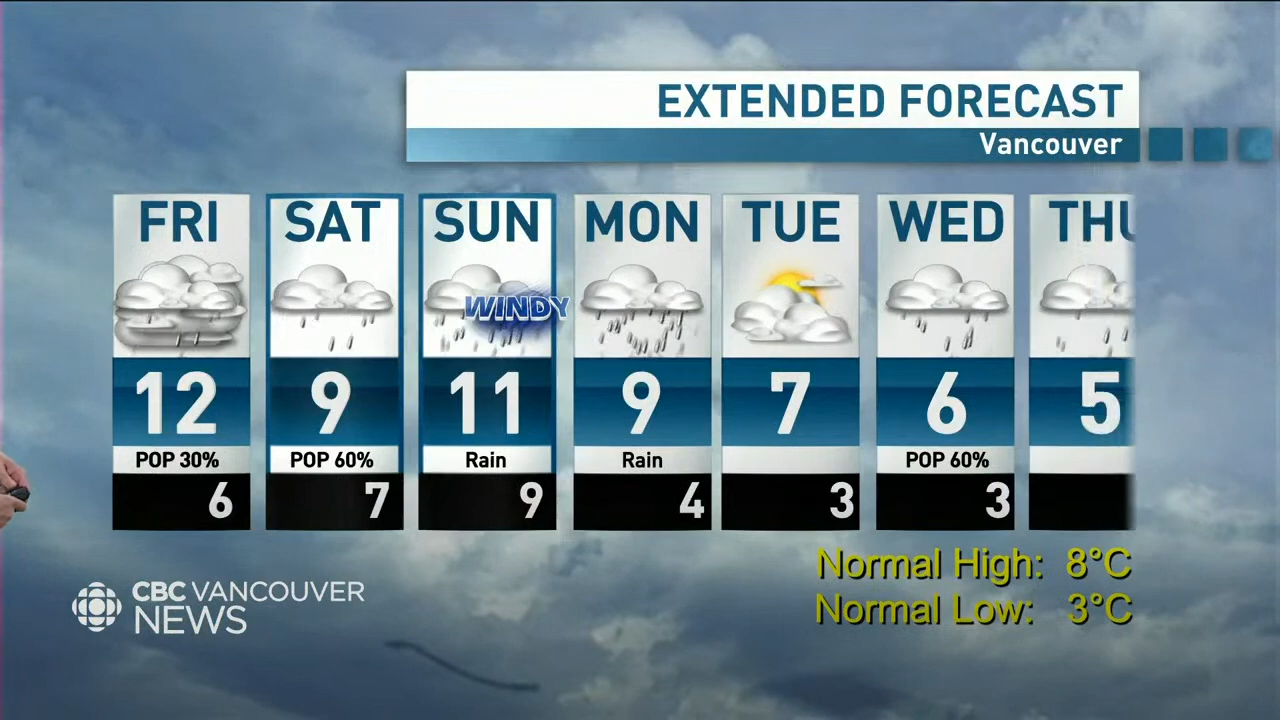 EXTENDED FORECAST
Vancouver
FRI SAT SUN MON TUE WED THU
WINDY
12 9 11 9 7 6 5
POP 30% POP 60% Rain Rain POP 60%
6 7 9 4 3 3
Normal High: 8°C
Normal Low: 3°C
CBC VANCOUVER
NEWS